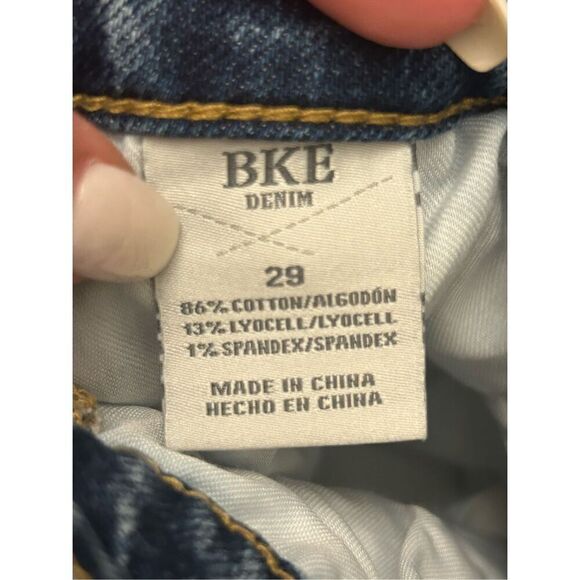 BKE
DENIM
29
86% COTTON/ALGODÓN
13% LYOCELL/LYOCELL
1% SPANDEX/SPANDEX
MADE IN CHINA
HECHO EN CHINA